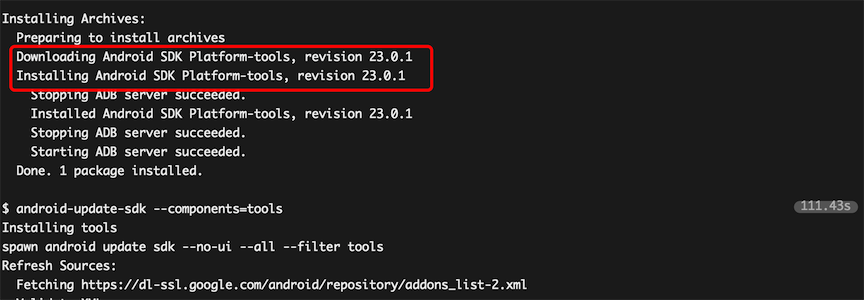 Installing Archives:
Preparing to install archives
Downloading Android SDK Platform-tools, revision 23.0.1
Installing Android SDK Platform-tools, revision 23.0.1
Stopping ADB server succeeded.
Installed Android SDK Platform-tools, revision 23.0.1
Stopping ADB server succeeded.
Starting ADB server succeeded.
Done. 1 package installed.
$ android-update-sdk --components=tools 111.43s
Installing tools
spawn android update sdk --no-ui --all --filter tools
Refresh Sources:
Fetching https://dl-ssl.google.com/android/repository/addons_list-2.xml